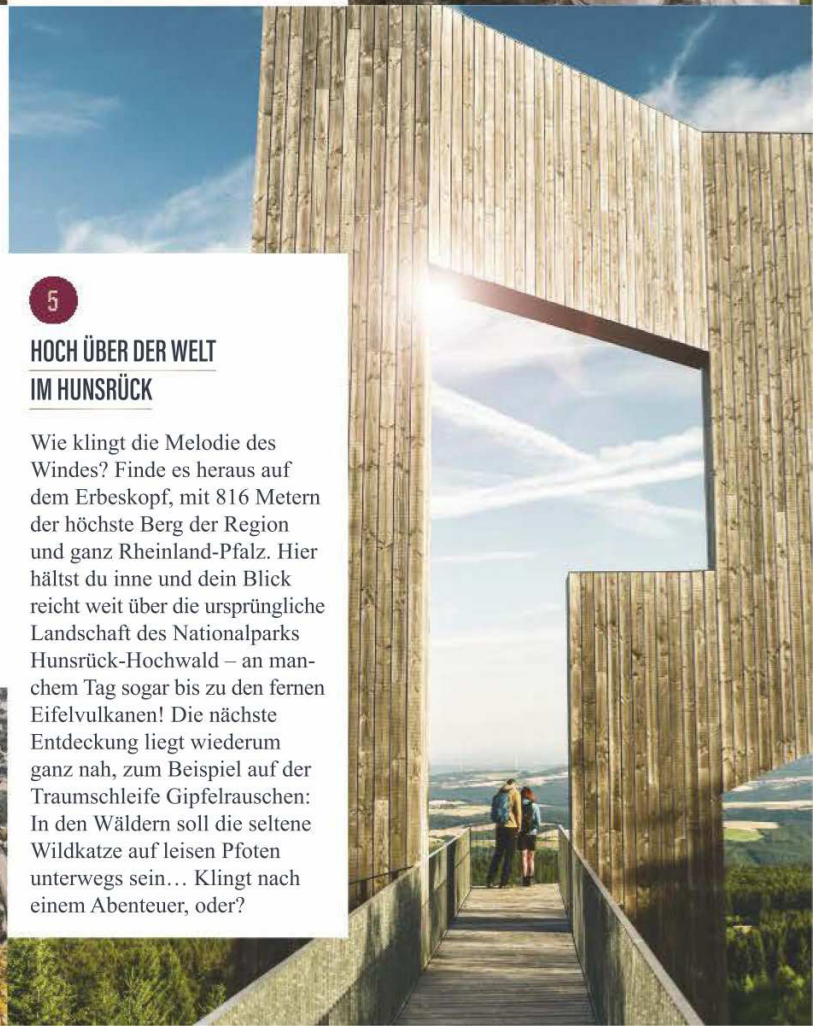 5
HOCH ÜBER DER WELT
IM HUNSRÜCK
Wie klingt die Melodie des
Windes? Finde es heraus auf
dem Erbeskopf, mit 816 Metern
der höchste Berg der Region
und ganz Rheinland-Pfalz. Hier
hältst du inne und dein Blick
reicht weit über die ursprüngliche
Landschaft des Nationalparks
Hunsrück-Hochwald – an man-
chem Tag sogar bis zu den fernen
Eifelvulkanen! Die nächste
Entdeckung liegt wiederum
ganz nah, zum Beispiel auf der
Traumschleife Gipfelrauschen:
In den Wäldern soll die seltene
Wildkatze auf leisen Pfoten
unterwegs sein… Klingt nach
einem Abenteuer, oder?